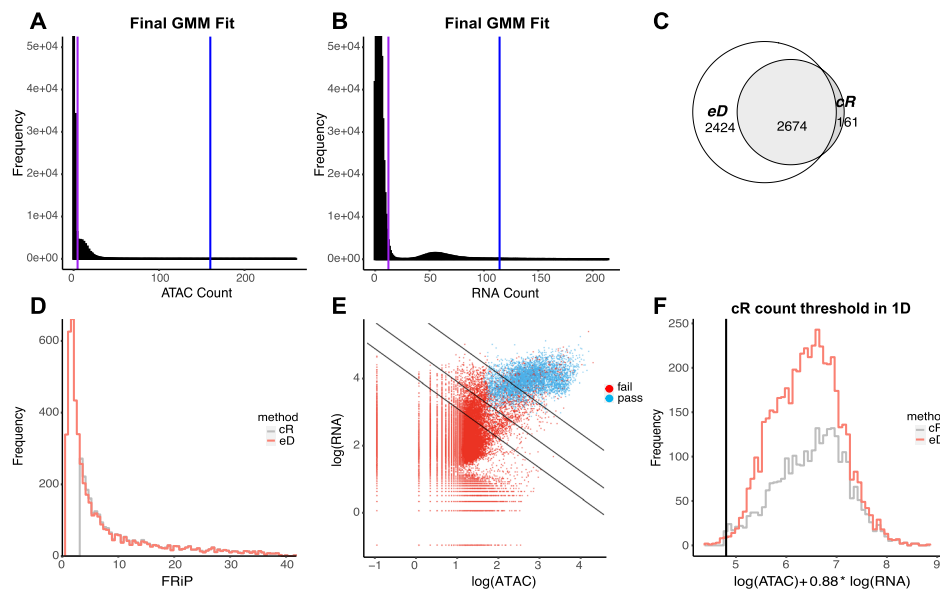 A
Final GMM Fit
5e+04
4e+04
3e+04
2e+04
1e+04
0e+00
Frequency
0
100
200
ATAC Count
B
Final GMM Fit
5e+04
4e+04
3e+04
2e+04
1e+04
0e+00
Frequency
0
50
100
150
200
RNA Count
C
eD
2424
2674
cR
161
D
600
400
200
0
Frequency
method
cR
eD
0
10
20
30
40
FRiP
E
4
2
0
log(RNA)
−1
0
1
2
3
4
log(ATAC)
fail
pass
F
cR count threshold in 1D
250
200
150
100
50
0
Frequency
method
cF
eD
5
6
7
8
9
log(ATAC)+0.88* log(RNA)